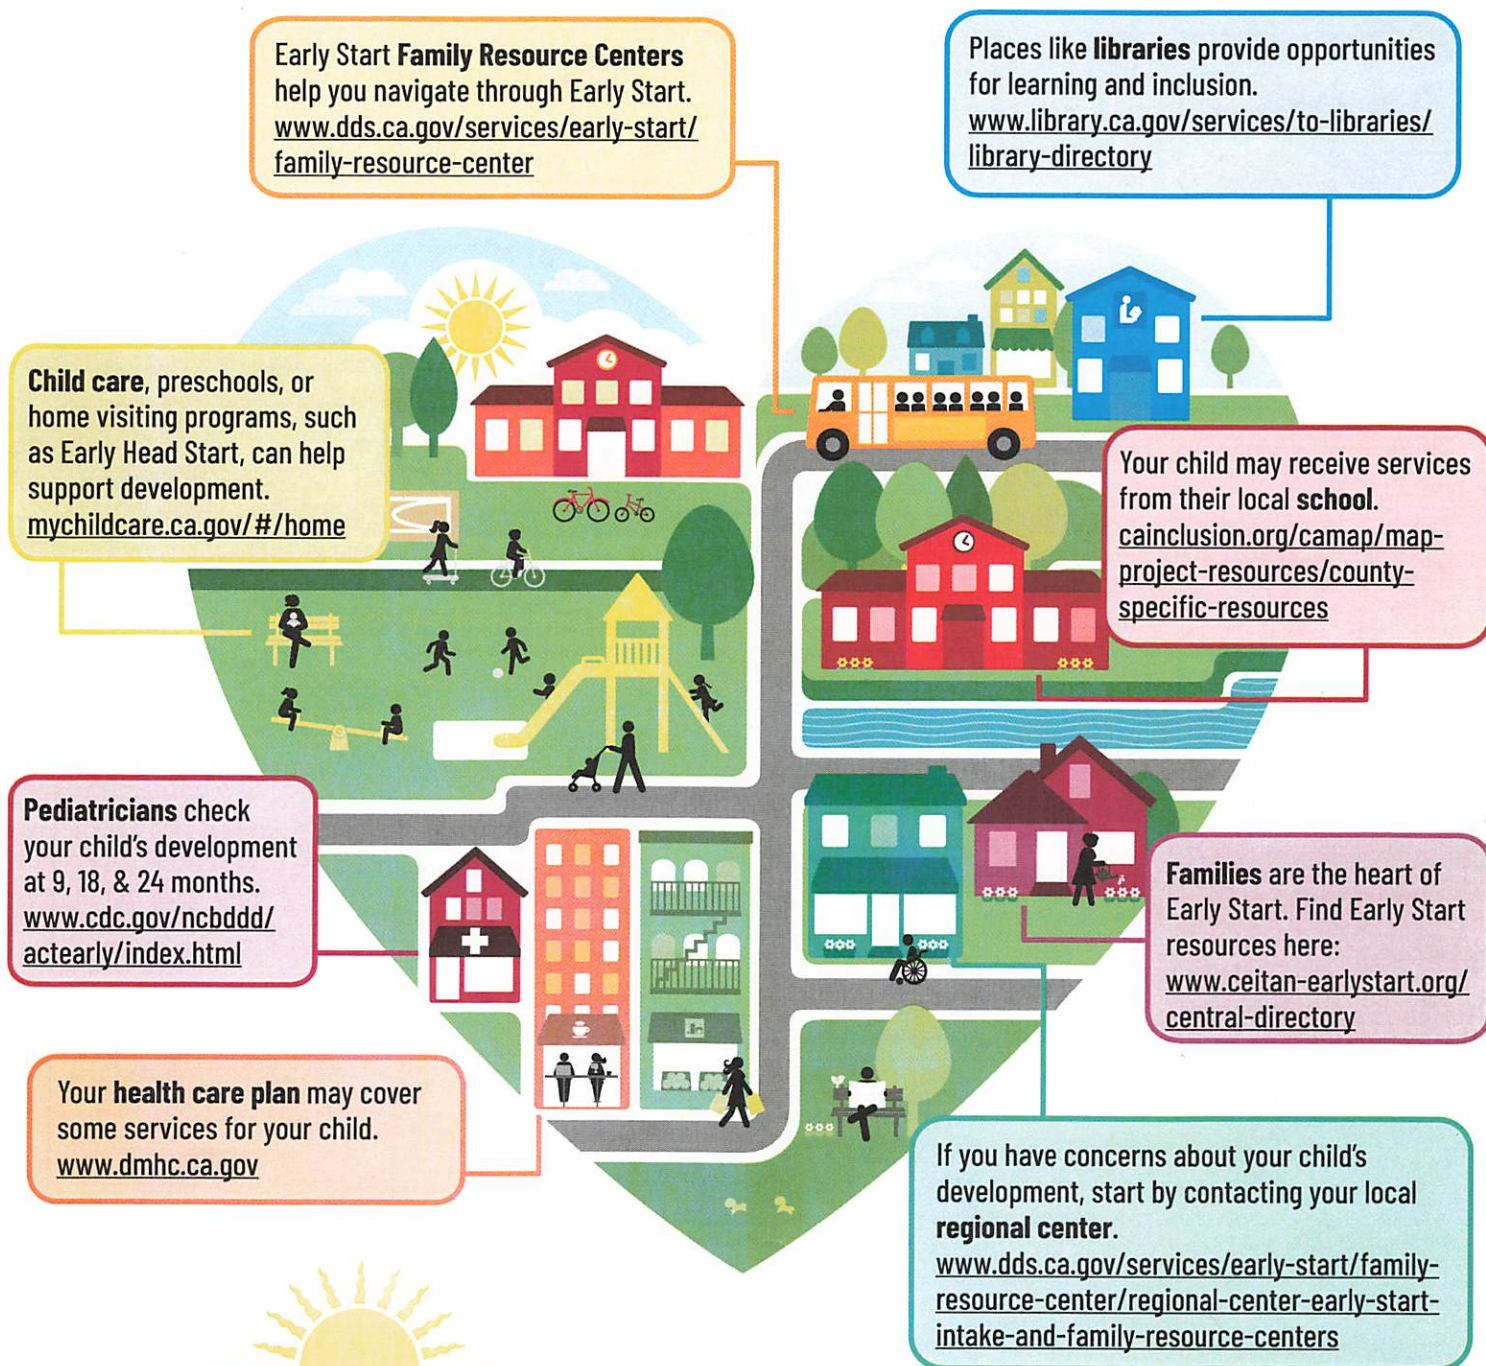 Early Start Family Resource Centers
help you navigate through Early Start.
www.dds.ca.gov/services/early-start/
family-resource-center
Places like libraries provide opportunities
for learning and inclusion.
www.library.ca.gov/services/to-libraries/
library-directory
Child care, preschools, or
home visiting programs, such
as Early Head Start, can help
support development.
mychildcare.ca.gov/#/home
Your child may receive services
from their local school.
cainclusion.org/camap/map-
project-resources/county-
specific-resources
Pediatricians check
your child's development
at 9, 18, & 24 months.
www.cdc.gov/ncbddd/
actearly/index.html
Families are the heart of
Early Start. Find Early Start
resources here:
www.ceitan-earlystart.org/
central-directory
Your health care plan may cover
some services for your child.
www.dmhc.ca.gov
If you have concerns about your child's
development, start by contacting your local
regional center.
www.dds.ca.gov/services/early-start/family-
resource-center/regional-center-early-start-
intake-and-family-resource-centers